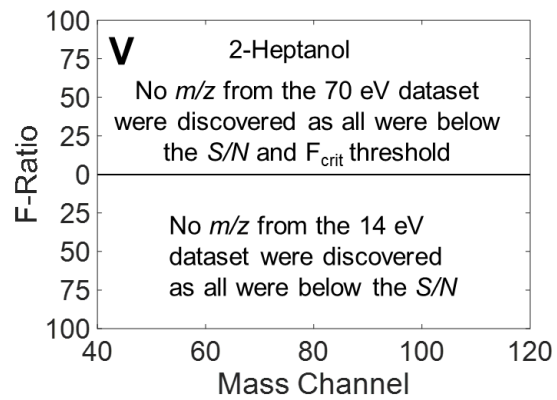 100
V 2-Heptanol
75
No m/z from the 70 eV dataset
50
were discovered as all were below
25
the S/N and Fcrit threshold
0
F-Ratio
25
No m/z from the 14 eV
dataset were discovered
50
75
as all were below the S/N
100
40 60 80 100 120
Mass Channel